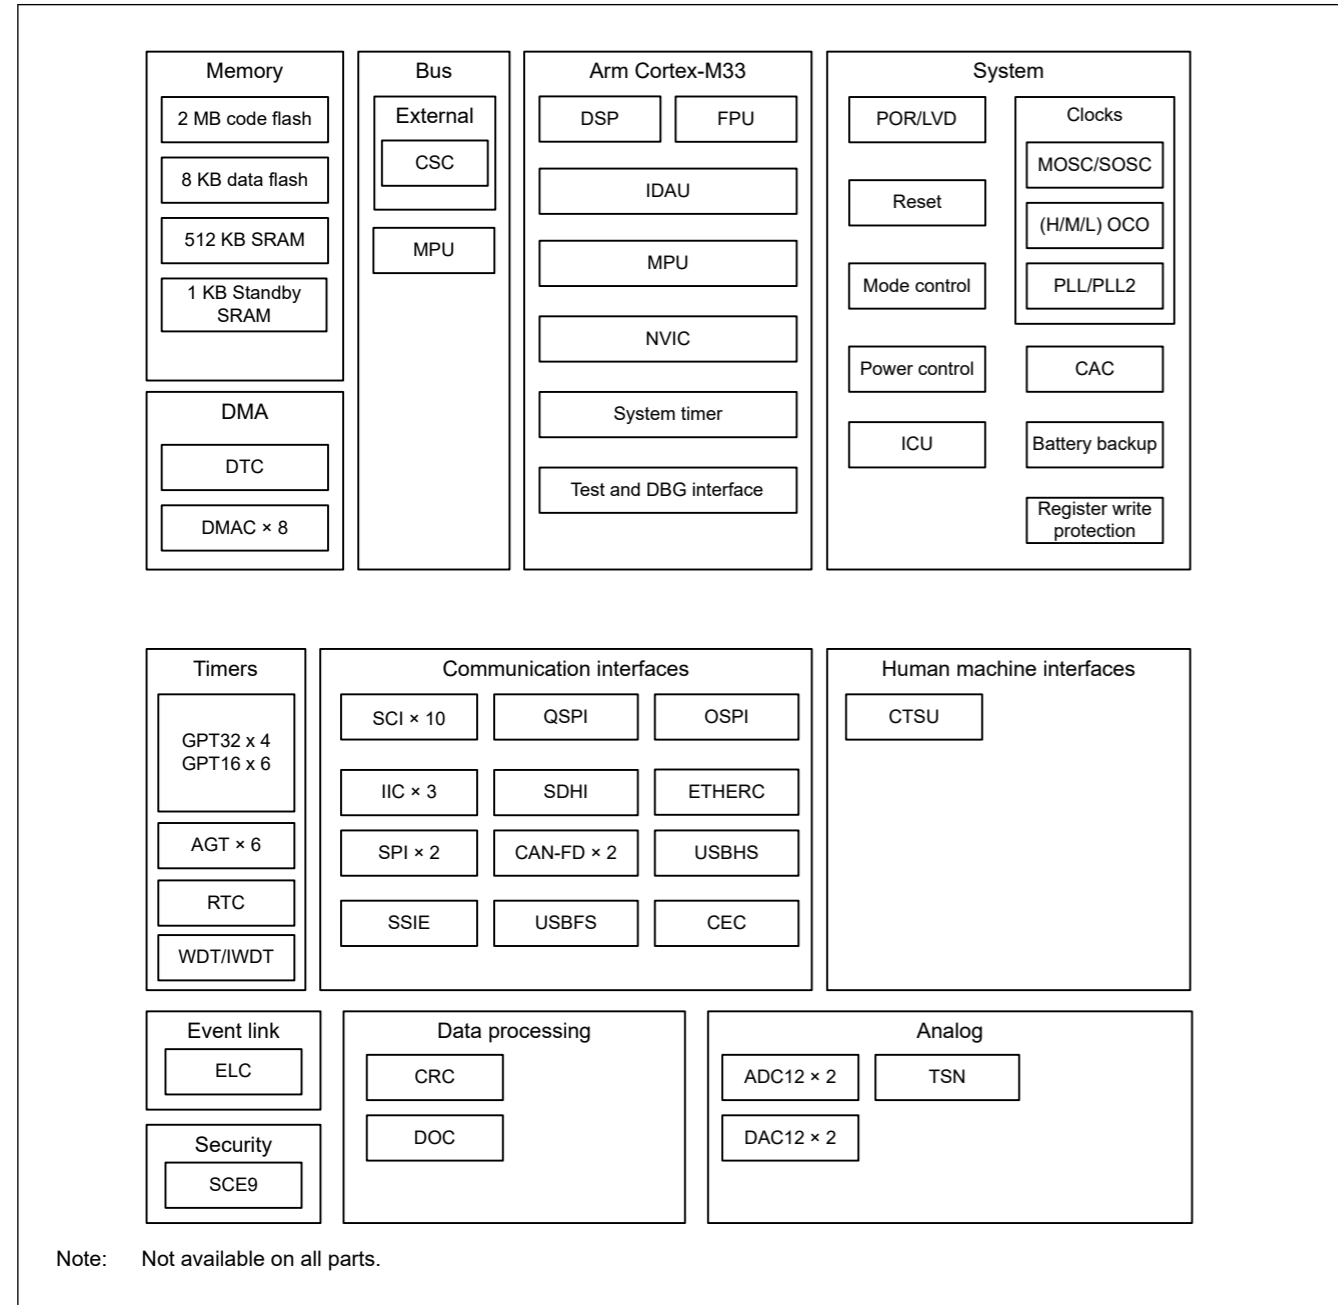 Memory
2 MB code flash
8 KB data flash
512 KB SRAM
1 KB Standby
SRAM
DMA
DTC
DMAC × 8
Bus
External
CSC
MPU
Arm Cortex-M33
DSP
FPU
IDAU
MPU
NVIC
System timer
Test and DBG interface
System
POR/LVD
Reset
Mode control
Power control
ICU
Clocks
MOSC/SOSC
(H/M/L) OCO
PLL/PLL2
CAC
Battery backup
Register write
protection
Timers
GPT32 x 4
GPT16 x 6
AGT × 6
RTC
WDT/IWDT
Communication interfaces
SCI × 10
QSPI
OSPI
IIC × 3
SDHI
ETHERC
SPI × 2
CAN-FD × 2
USBHS
SSIE
USBFS
CEC
Human machine interfaces
CTSU
Event link
ELC
Security
SCE9
Data processing
CRC
DOC
Analog
ADC12 × 2
TSN
DAC12 × 2
Note: Not available on all parts.